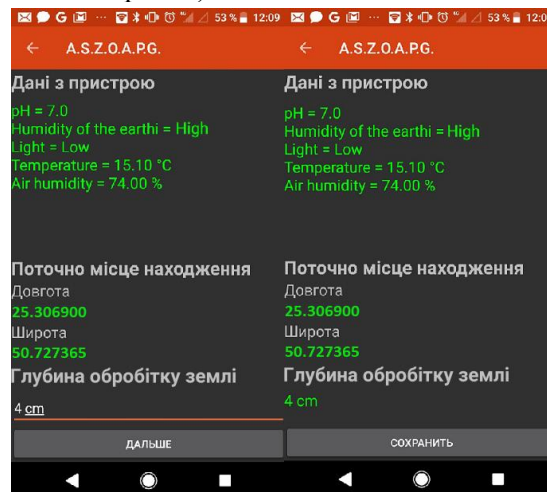 53 % 12:09
A.S.Z.O.A.P.G.
Дані з пристрою
pH = 7.0
Humidity of the earthi = High
Light = Low
Temperature = 15.10 °C
Air humidity = 74.00 %
Поточно місце находження
Довгота
25.306900
Широта
50.727365
Глубина обробітку землі
4 cm
ДАЛЬШЕ
53 % 12:0
A.S.Z.O.A.P.G.
Дані з пристрою
pH = 7.0
Humidity of the earthi = High
Light = Low
Temperature = 15.10 °C
Air humidity = 74.00 %
Поточно місце находження
Довгота
25.306900
Широта
50.727365
Глубина обробітку землі
4 cm
СОХРАНИТЬ